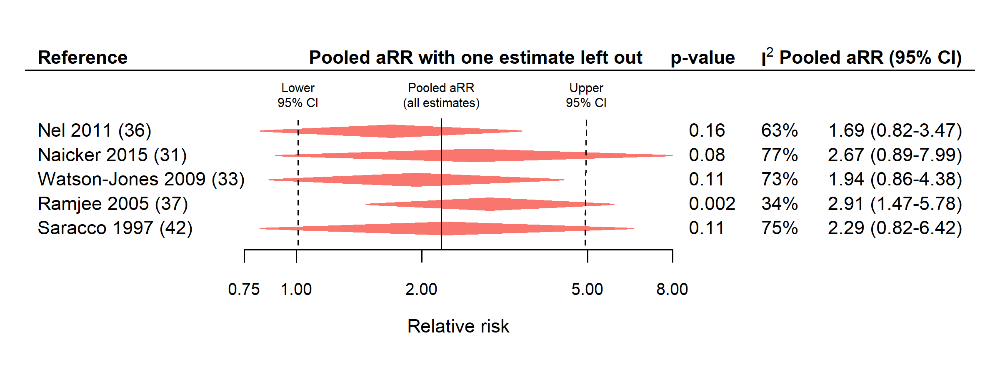 Reference Pooled aRR with one estimate left out p-value I² Pooled aRR (95% CI)
Lower Pooled aRR Upper
95% CI (all estimates) 95% CI
Nel 2011 (36) 0.16 63% 1.69 (0.82-3.47)
Naicker 2015 (31) 0.08 77% 2.67 (0.89-7.99)
Watson-Jones 2009 (33) 0.11 73% 1.94 (0.86-4.38)
Ramjee 2005 (37) 0.002 34% 2.91 (1.47-5.78)
Saracco 1997 (42) 0.11 75% 2.29 (0.82-6.42)
0.75 1.00 2.00 5.00 8.00
Relative risk